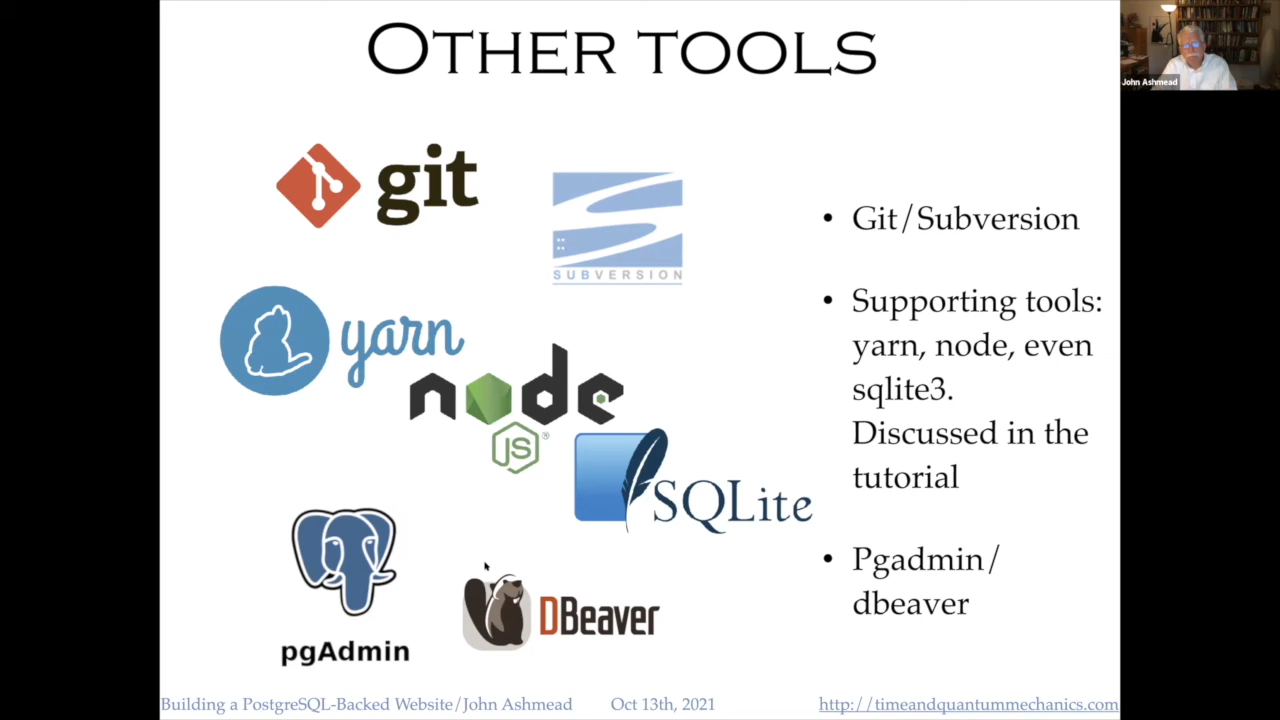 OTHER TOOLS
John Ashmead
git
SUBVERSION
yarn
node
JS
®
SQLite
pgAdmin
DBeaver
• Git/Subversion
• Supporting tools:
yarn, node, even
sqlite3.
Discussed in the
tutorial
• Pgadmin/
dbeaver
Building a PostgreSQL-Backed Website/John Ashmead
Oct 13th, 2021
http://timeandquantummechanics.com